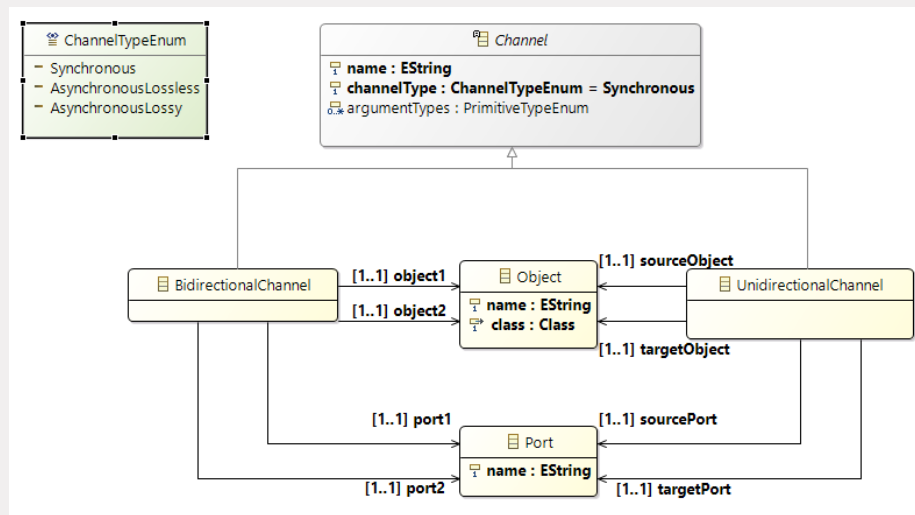 ChannelTypeEnum
Synchronous
AsynchronousLossless
AsynchronousLossy
Channel
name : EString
channelType : ChannelTypeEnum = Synchronous
0..* argumentTypes : PrimitiveTypeEnum
BidirectionalChannel
[1..1] object1
[1..1] object2
Object
name : EString
class : Class
[1..1] sourceObject
[1..1] targetObject
UnidirectionalChannel
[1..1] port1
[1..1] port2
Port
name : EString
[1..1] sourcePort
[1..1] targetPort